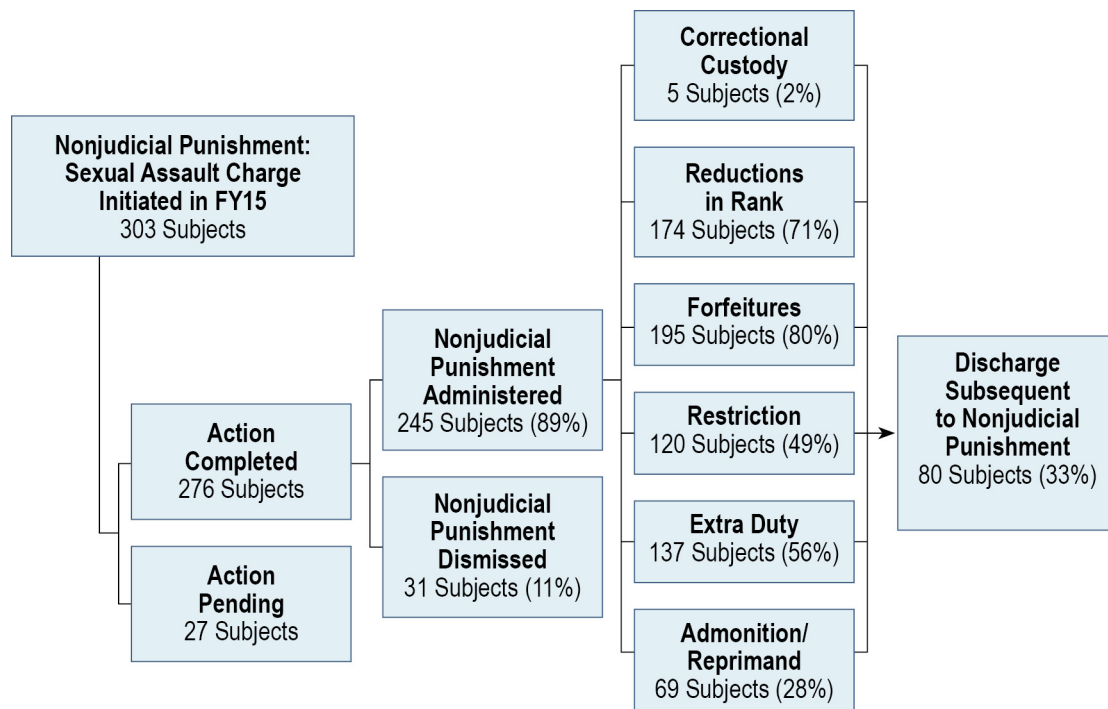 Nonjudicial Punishment:
Sexual Assault Charge
Initiated in FY15
303 Subjects
Action
Completed
276 Subjects
Action
Pending
27 Subjects
Nonjudicial
Punishment
Administered
245 Subjects (89%)
Nonjudicial
Punishment
Dismissed
31 Subjects (11%)
Correctional
Custody
5 Subjects (2%)
Reductions
in Rank
174 Subjects (71%)
Forfeitures
195 Subjects (80%)
Restriction
120 Subjects (49%)
Extra Duty
137 Subjects (56%)
Admonition/
Reprimand
69 Subjects (28%)
Discharge
Subsequent
to Nonjudicial
Punishment
80 Subjects (33%)